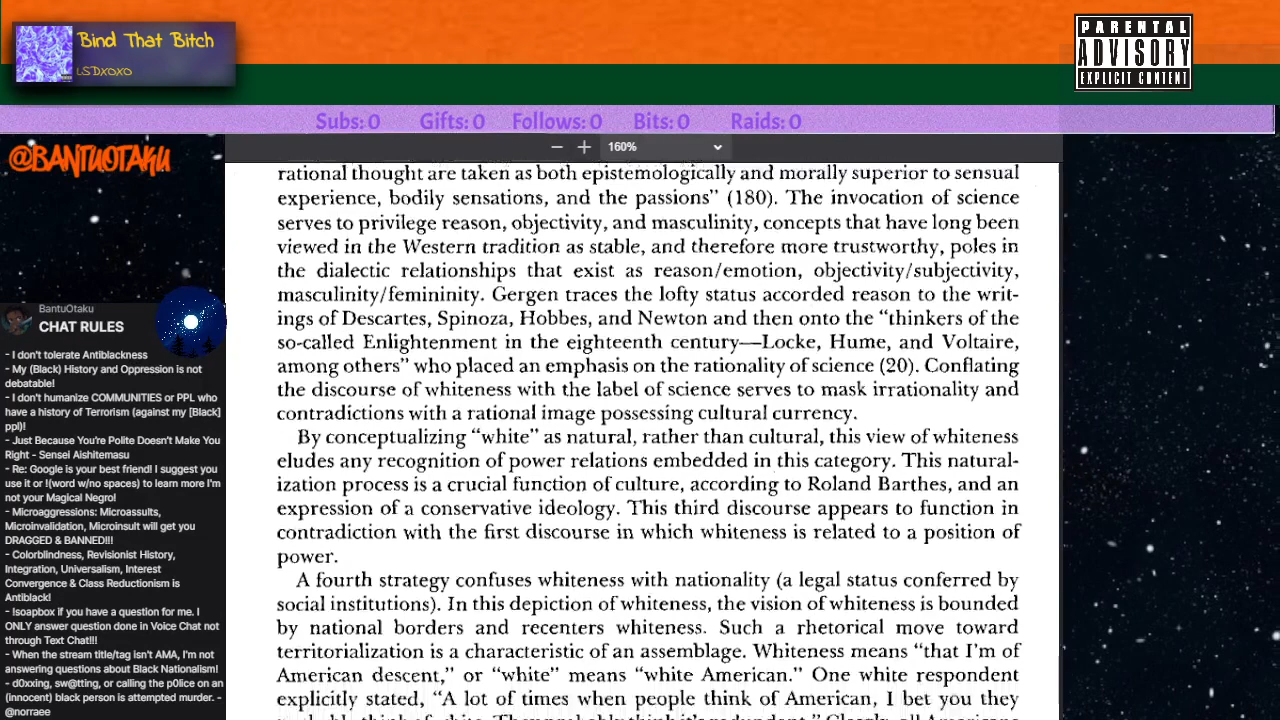 Bind That Bitch
LSDXOXO
PARENTAL
ADVISORY
EXPLICIT CONTENT
Subs: 0 Gifts: 0 Follows: 0 Bits: 0 Raids: 0
@BANTUOTAKU
160%
BantuOtaku
CHAT RULES
- I don't tolerate Antiblackness
- My (Black) History and Oppression is not
debatable!
- I don't humanize COMMUNITIES or PPL who
have a history of Terrorism (against my [Black]
ppl)!
- Just Because You're Polite Doesn't Make You
Right - Sensei Aishitemasu
- Re: Google is your best friend! I suggest you
use it or !(word w/no spaces) to learn more I'm
not your Magical Negro!
- Microaggressions: Microassults,
Microinvalidation, Microinsult will get you
DRAGGED & BANNED!!!
- Colorblindness, Revisionist History,
Integration, Universalism, Interest
Convergence & Class Reductionism is
Antiblack!
- !soapbox if you have a question for me. I
ONLY answer question done in Voice Chat not
through Text Chat!!!
- When the stream title/tag isn't AMA, I'm not
answering questions about Black Nationalism!
- d0xxing, sw@tting, or calling the p0lice on an
(innocent) black person is attempted murder. -
@norraee
rational thought are taken as both epistemologically and morally superior to sensual
experience, bodily sensations, and the passions” (180). The invocation of science
serves to privilege reason, objectivity, and masculinity, concepts that have long been
viewed in the Western tradition as stable, and therefore more trustworthy, poles in
the dialectic relationships that exist as reason/emotion, objectivity/subjectivity,
masculinity/femininity. Gergen traces the lofty status accorded reason to the writ-
ings of Descartes, Spinoza, Hobbes, and Newton and then onto the “thinkers of the
so-called Enlightenment in the eighteenth century—Locke, Hume, and Voltaire,
among others” who placed an emphasis on the rationality of science (20). Conflating
the discourse of whiteness with the label of science serves to mask irrationality and
contradictions with a rational image possessing cultural currency.
By conceptualizing “white” as natural, rather than cultural, this view of whiteness
eludes any recognition of power relations embedded in this category. This natural-
ization process is a crucial function of culture, according to Roland Barthes, and an
expression of a conservative ideology. This third discourse appears to function in
contradiction with the first discourse in which whiteness is related to a position of
power.
A fourth strategy confuses whiteness with nationality (a legal status conferred by
social institutions). In this depiction of whiteness, the vision of whiteness is bounded
by national borders and recenters whiteness. Such a rhetorical move toward
territorialization is a characteristic of an assemblage. Whiteness means “that I'm of
American descent,” or “white” means “white American.” One white respondent
explicitly stated, “A lot of times when people think of American, I bet you they